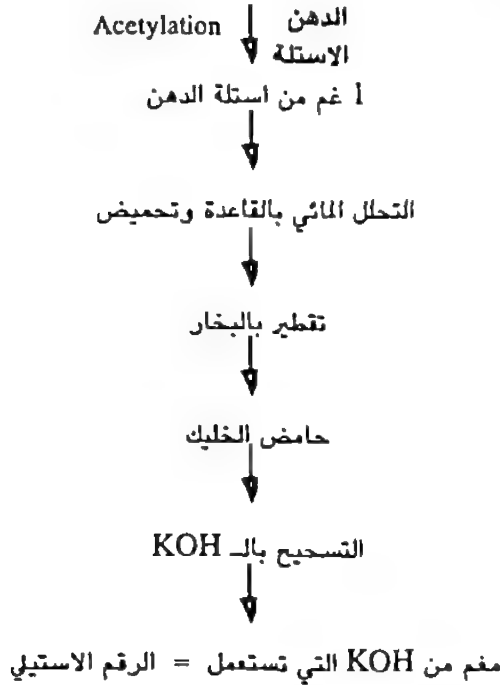 الدهن
Acetylation الاستلة
1 غم من استلة الدهن
التحلل المائي بالقاعدة وتحميض
تقطير بالبخار
حامض الخليك
التسحيح بالـ KOH
مغم من KOH التي تستعمل = الرقم الاستيلي